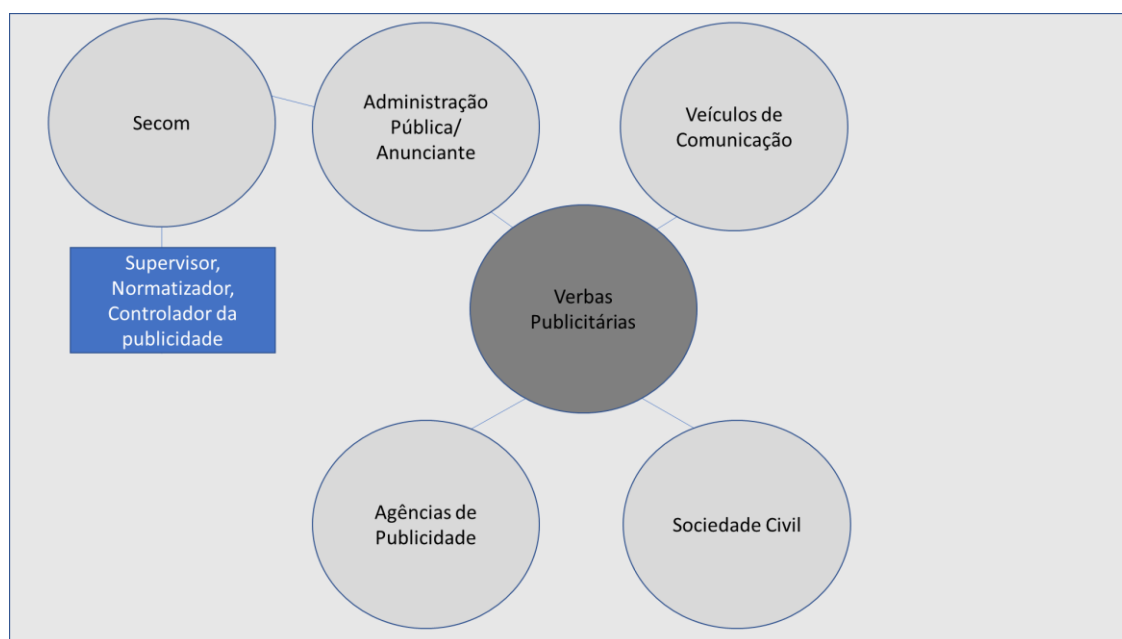 Secom
Administração
Pública/
Anunciante
Veículos de
Comunicação
Supervisor,
Normatizador,
Controlador da
publicidade
Verbas
Publicitárias
Agências de
Publicidade
Sociedade Civil